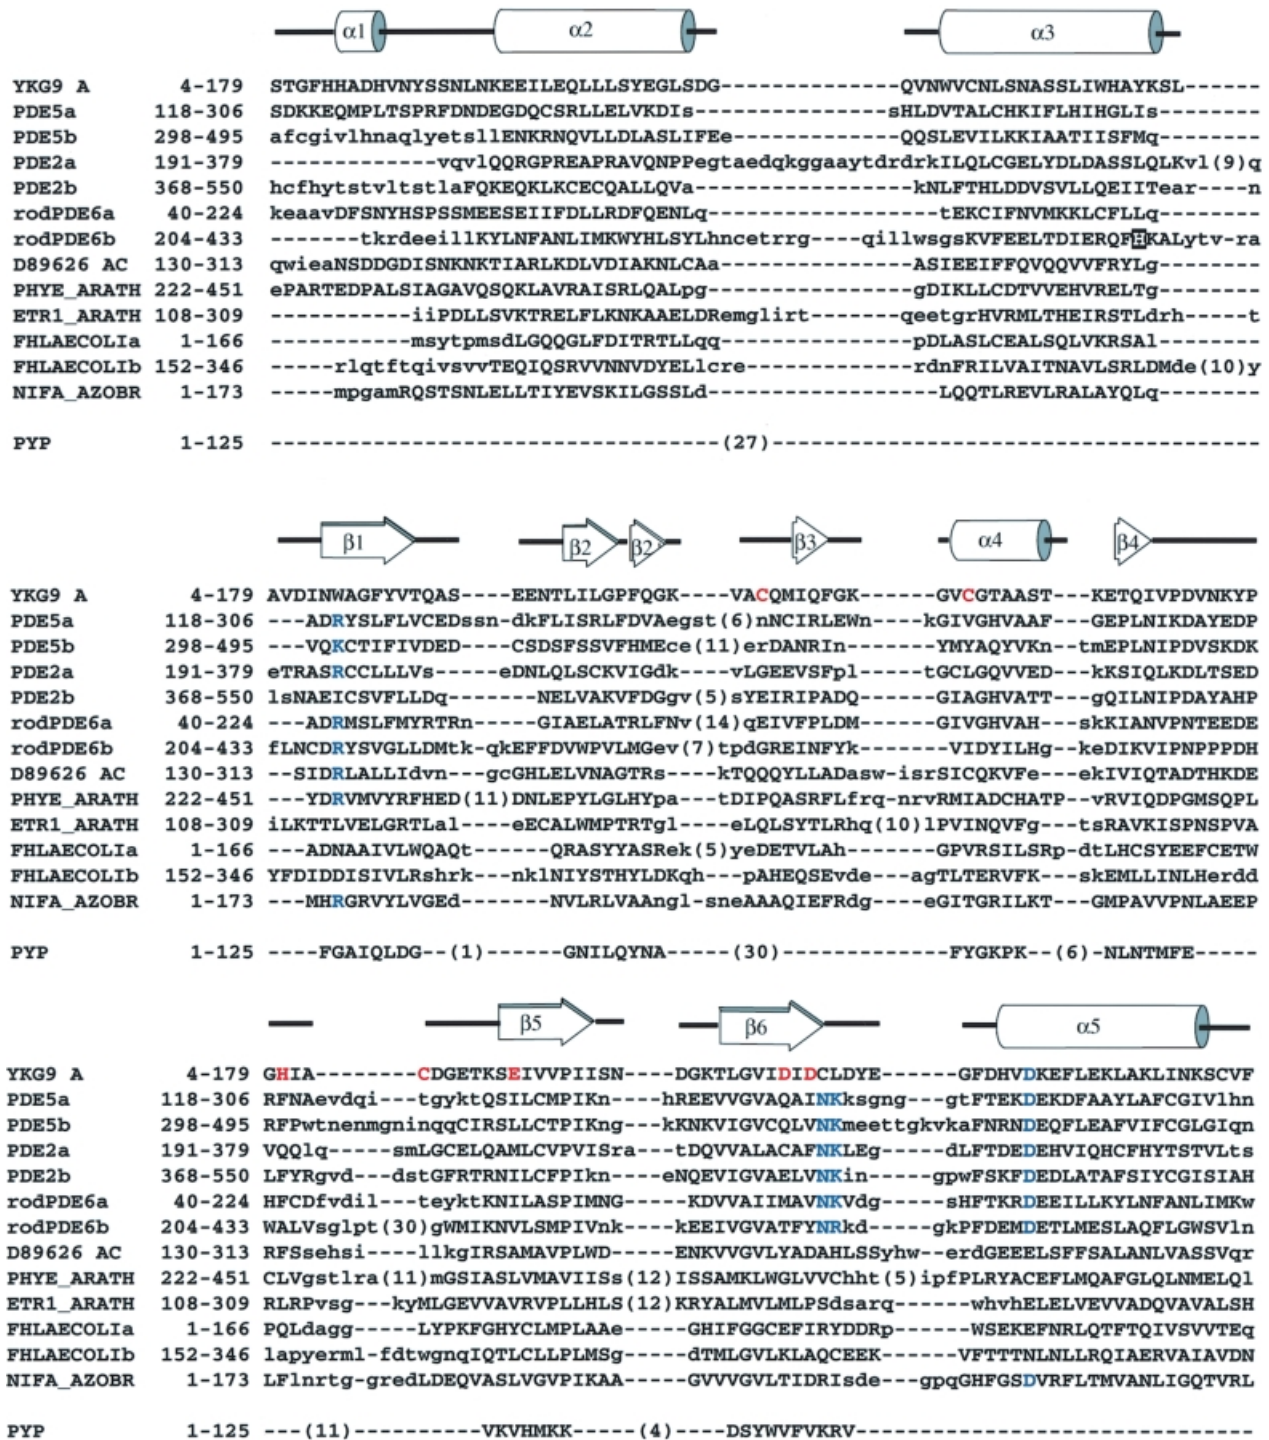 α1 α2 α3
YKG9 A 4-179 STGFHHADHVNYSSNLNKEEILEQLLLSYEGLSDG--------------QVNWVCNLSNASSLIWHAYKSL------
PDE5a 118-306 SDKKEQMPLTSPRFDNDEGDQCSRLLELVKDIs---------------sHLDVTALCHKIFLHIHGLIs--------
PDE5b 298-495 afcgivlhnaqlyetsllENKRNQVLLDLASLIFEe-------------QQSLEVILKKIAATIISFMq--------
PDE2a 191-379 -------------vqvlQQRGPREAPRAVQNPPegtaedqkggaaytdrdrkILQLCGELYDLDASSLQLKvl(9)q
PDE2b 368-550 hcfhytstvltstlaFQKEQKLKCECQALLQVa-----------------kNLFTHLDDVSVLLQEIITear----n
rodPDE6a 40-224 keaavDFSNYHSPSSMEESEIIFDLLRDFQENLq------------------tEKCIFNVMKKLCFLLq--------
rodPDE6b 204-433 -------tkrdeeillKYLNFANLIMKWYHLSYLhncetrrg----qillwsgsKVFEELTDIERQFHKALytv-ra
D89626 AC 130-313 qwieaNSDDGDISNKNKTIARLKDLVDIAKNLCAa---------------ASIEEIFFQVQQVVFRYLg--------
PHYE_ARATH 222-451 ePARTEDPALSIAGAVQSQKLAVRAISRLQALpg----------------gDIKLLCDTVVEHVRELTg--------
ETR1_ARATH 108-309 -----------iiPDLLSVKTRELFLKNKAAELDRemglirt-------qeetgrHVRMLTHEIRSTLdrh-----t
FHLAECOLIa 1-166 -----------msytpmsdLGQQGLFDITRTLLqq---------------pDLASLCEALSQLVKRSAl--------
FHLAECOLIb 152-346 -----rlqtftqivsvvTEQIQSRVVNNVDYELlcre-------------rdnFRILVAITNAVLSRLDMde(10)y
NIFA_AZOBR 1-173 -----mpgamRQSTSNLELLTIYEVSKILGSSLd------------------LQQTLREVLRALAYQLq--------
PYP 1-125 -----------------------------------(27)--------------------------------------
β1 β2 β2' β3 α4 β4
YKG9 A 4-179 AVDINWAGFYVTQAS----EENTLILGPFQGK----VACQMIQFGK------GVCGTAAST---KETQIVPDVNKYP
PDE5a 118-306 ---ADRYSLFLVCEDssn-dkFLISRLFDVAegst(6)nNCIRLEWn----kGIVGHVAAF---GEPLNIKDAYEDP
PDE5b 298-495 ---VQKCTIFIVDED----CSDSFSSVFHMEce(11)erDANRIn-------YMYAQYVKn--tmEPLNIPDVSKDK
PDE2a 191-379 eTRASRCCLLLVs-----eDNLQLSCKVIGdk----vLGEEVSFpl-----tGCLGQVVED---kKSIQLKDLTSED
PDE2b 368-550 lsNAEICSVFLLDq-------NELVAKVFDGgv(5)sYEIRIPADQ------GIAGHVATT---gQILNIPDAYAHP
rodPDE6a 40-224 ---ADRMSLFMYRTRn-----GIAELATRLFNv(14)qEIVFPLDM------GIVGHVAH---skKIANVPNTEEDE
rodPDE6b 204-433 fLNCDRYSVGLLDMtk-qkEFFDVWPVLMGev(7)tpdGREINFYk-------VIDYILHg--keDIKVIPNPPPDH
D89626 AC 130-313 --SIDRLALLIdvn---gcGHLELVNAGTRs----kTQQQYLLADasw-isrSICQKVFe---ekIVIQTADTHKDE
PHYE_ARATH 222-451 ---YDRVMVYRFHED(11)DNLEPYLGLHYpa---tDIPQASRFLfrq-nrvRMIADCHATP--vRVIQDPGMSQPL
ETR1_ARATH 108-309 iLKTTLVELGRTLal----eECALWMPTRTgl----eLQLSYTLRhq(10)lPVINQVFg---tsRAVKISPNSPVA
FHLAECOLIa 1-166 ---ADNAAIVLWQAQt------QRASYYASRek(5)yeDETVLAh-------GPVRSILSRp-dtLHCSYEEFCETW
FHLAECOLIb 152-346 YFDIDDISIVLRshrk---nklNIYSTHYLDKqh---pAHEQSEvde---agTLTERVFK---skEMLLINLHerdd
NIFA_AZOBR 1-173 ---MHRGRVYLVGEd-------NVLRLVAAngl-sneAAAQIEFRdg----eGITGRILKT---GMPAVVPNLAEEP
PYP 1-125 ----FGAIQLDG--(1)------GNILQYNA-----(30)-------------FYGKPK--(6)-NLNTMFE-----
β5 β6 α5
YKG9 A 4-179 GHIA--------CDGETKSEIVVPIISN----DGKTLGVIDIDCLDYE------GFDHVDKEFLEKLAKLINKSCVF
PDE5a 118-306 RFNAevdqi---tgyktQSILCMPIKn----hREEVVGVAQAINKksgng---gtFTEKDEKDFAAYLAFCGIVlhn
PDE5b 298-495 RFPwtnenmgninqqCIRSLLCTPIKng---kKNKVIGVCQLVNKmeettgkvkaFNRNDEQFLEAFVIFCGLGIqn
PDE2a 191-379 VQQlq-----smLGCELQAMLCVPVISra---tDQVVALACAFNKLEg-----dLFTDEDEHVIQHCFHYTSTVLts
PDE2b 368-550 LFYRgvd---dstGFRTRNILCFPIkn-----eNQEVIGVAELVNKin-----gpwFSKFDEDLATAFSIYCGISIAH
rodPDE6a 40-224 HFCDfvdil---teyktKNILASPIMNG-----KDVVAIIMAVNKVdg-----sHFTKRDEEILLKYLNFANLIMKw
rodPDE6b 204-433 WALVsglpt(30)gWMIKNVLSMPIVnk----kEEIVGVATFYNRkd-----gkPFDEMDETLMESLAQFLGWSVln
D89626 AC 130-313 RFSsehsi----llkgIRSAMAVPLWD-----ENKVVGVLYADAHLSSyhw--erdGEEELSFFSALANLVASSVqr
PHYE_ARATH 222-451 CLVgstlra(11)mGSIASLVMAVIISs(12)ISSAMKLWGLVVChht(5)ipfPLRYACEFLMQAFGLQLNMELQl
ETR1_ARATH 108-309 RLRPvsg---kyMLGEVVAVRVPLLHLS(12)KRYALMVLMLPSdsarq------whvhELELVEVVADQVAVALSH
FHLAECOLIa 1-166 PQLdagg-----LYPKFGHYCLMPLAAe-----GHIFGGCEFIRYDDRp------WSEKEFNRLQTFTQIVSVVTEq
FHLAECOLIb 152-346 lapyerml-fdtwgnqIQTLCLLPLMSg-----dTMLGVLKLAQCEEK------VFTTTNLNLLRQIAERVAIAVDN
NIFA_AZOBR 1-173 LFlnrtg-gredLDEQVASLVGVPIKAA-----GVVVGVLTIDRIsde---gpqGHFGSDVRFLTMVANLIGQTVRL
PYP 1-125 ---(11)----------VKVHMKK-----(4)----DSYWVFVKRV-------------------------------